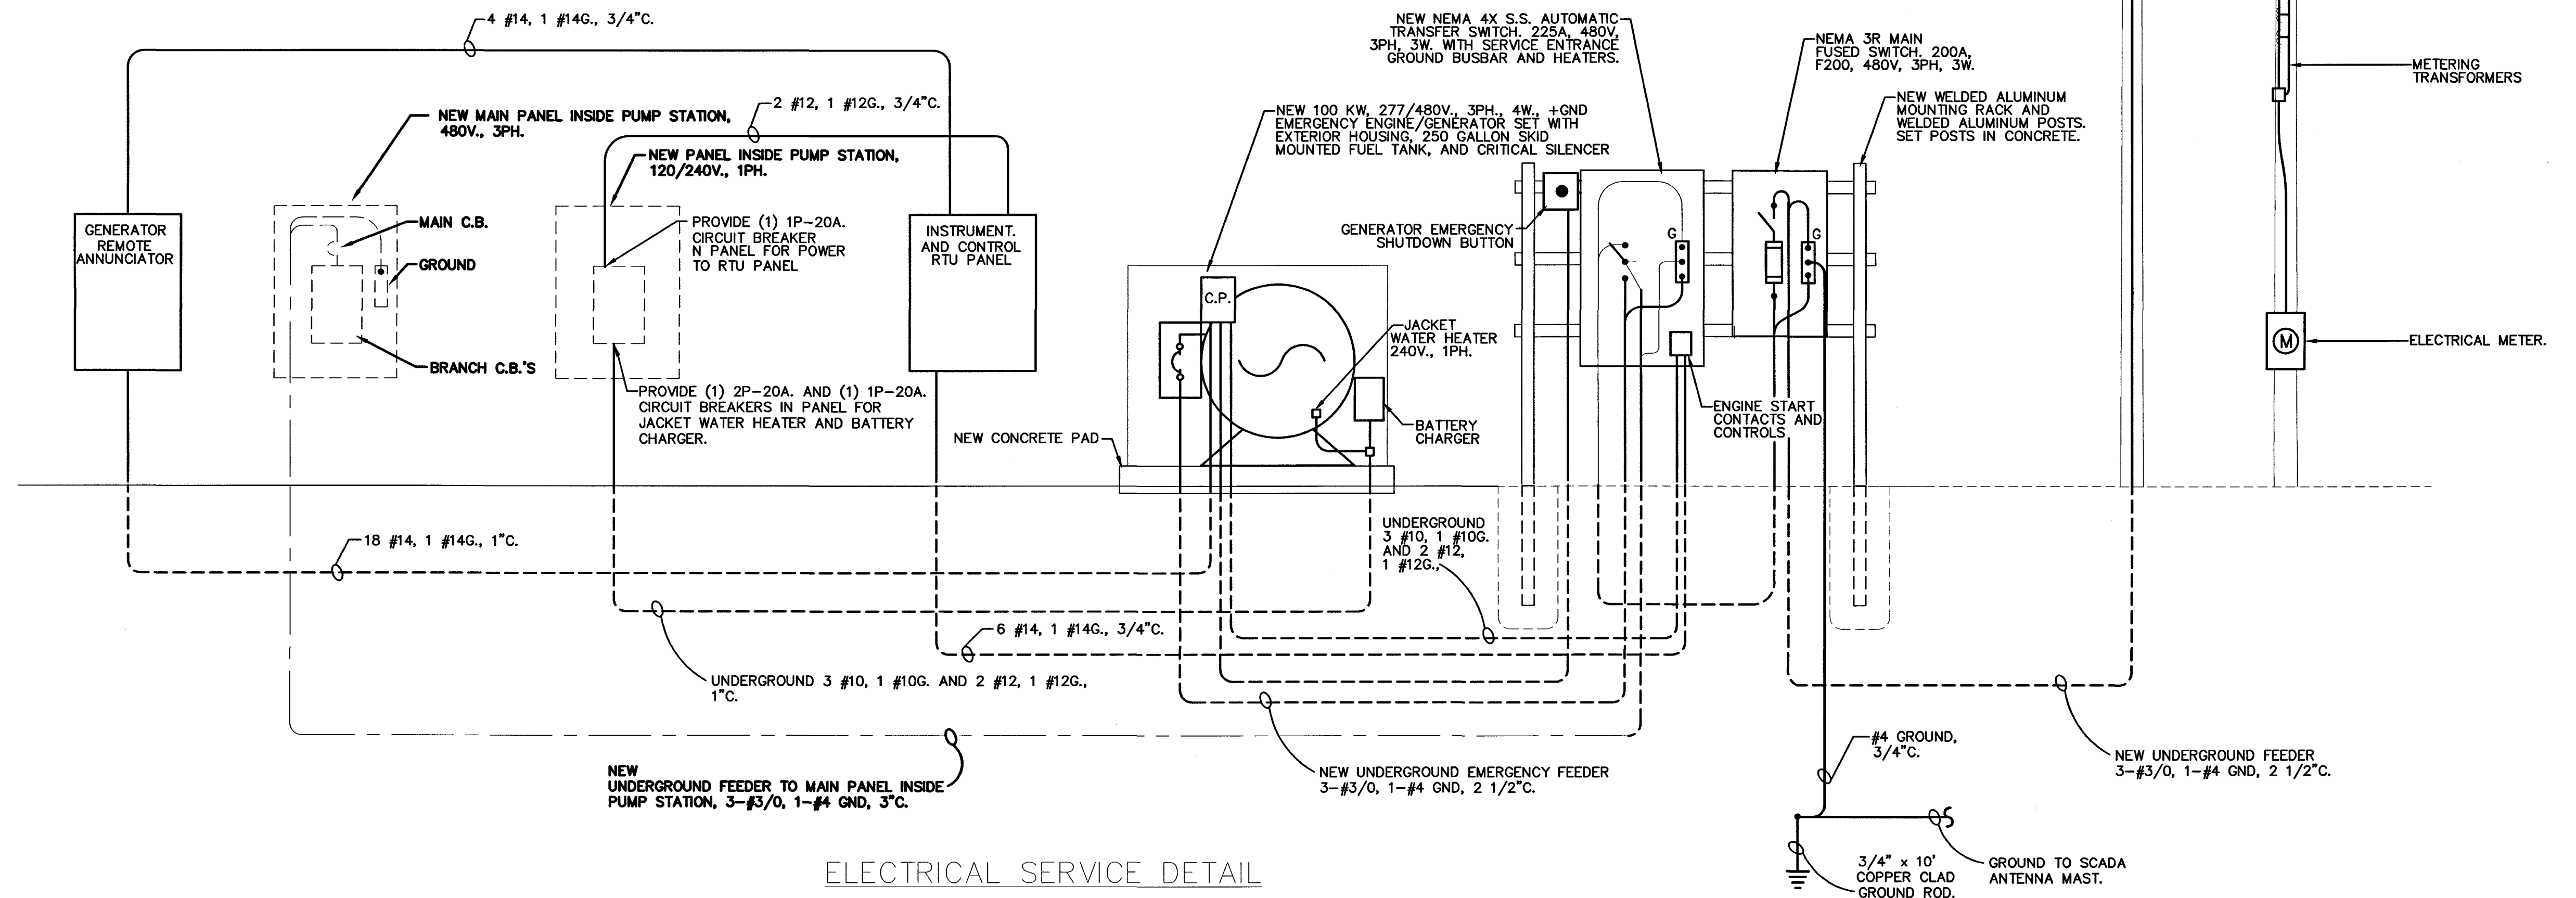 4 #14, 1 #14G., 3/4"C.
NEW MAIN PANEL INSIDE PUMP STATION,
480V., 3PH.
2 #12, 1 #12G., 3/4"C.
NEW PANEL INSIDE PUMP STATION,
120/240V., 1PH.
GENERATOR
REMOTE
ANNUNCIATOR
MAIN C.B.
GROUND
BRANCH C.B.'S
PROVIDE (1) 1P-20A.
CIRCUIT BREAKER
N PANEL FOR POWER
TO RTU PANEL
PROVIDE (1) 2P-20A. AND (1) 1P-20A.
CIRCUIT BREAKERS IN PANEL FOR
JACKET WATER HEATER AND BATTERY
CHARGER.
INSTRUMENT.
AND CONTROL
RTU PANEL
NEW CONCRETE PAD
NEW 100 KW, 277/480V., 3PH., 4W., +GND
EMERGENCY ENGINE/GENERATOR SET WITH
EXTERIOR HOUSING, 250 GALLON SKID
MOUNTED FUEL TANK, AND CRITICAL SILENCER
NEW NEMA 4X S.S. AUTOMATIC
TRANSFER SWITCH. 225A, 480V,
3PH, 3W. WITH SERVICE ENTRANCE
GROUND BUSBAR AND HEATERS.
NEMA 3R MAIN
FUSED SWITCH. 200A,
F200, 480V, 3PH, 3W.
NEW WELDED ALUMINUM
MOUNTING RACK AND
WELDED ALUMINUM POSTS.
SET POSTS IN CONCRETE.
METERING
TRANSFORMERS
GENERATOR EMERGENCY
SHUTDOWN BUTTON
G
G
C.P.
JACKET
WATER HEATER
240V., 1PH.
BATTERY
CHARGER
ENGINE START
CONTACTS AND
CONTROLS
M
ELECTRICAL METER.
18 #14, 1 #14G., 1"C.
UNDERGROUND
3 #10, 1 #10G.
AND 2 #12,
1 #12G.,
6 #14, 1 #14G., 3/4"C.
UNDERGROUND 3 #10, 1 #10G. AND 2 #12, 1 #12G.,
1"C.
NEW
UNDERGROUND FEEDER TO MAIN PANEL INSIDE
PUMP STATION, 3-#3/0, 1-#4 GND, 3"C.
NEW UNDERGROUND EMERGENCY FEEDER
3-#3/0, 1-#4 GND, 2 1/2"C.
#4 GROUND,
3/4"C.
NEW UNDERGROUND FEEDER
3-#3/0, 1-#4 GND, 2 1/2"C.
3/4" x 10'
COPPER CLAD
GROUND ROD.
GROUND TO SCADA
ANTENNA MAST.
ELECTRICAL SERVICE DETAIL